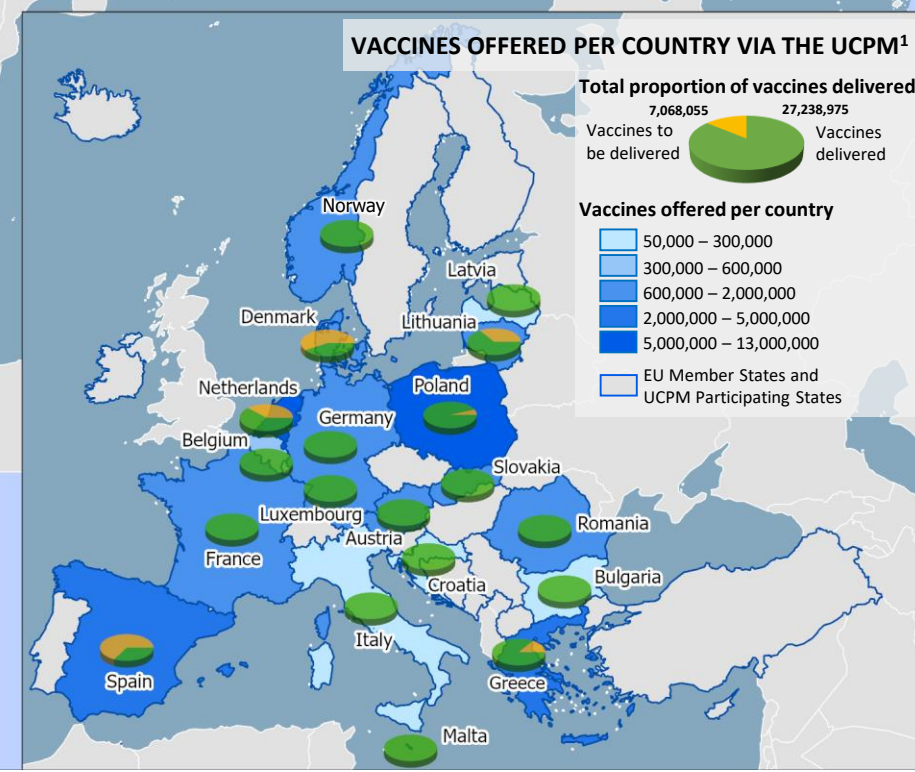 VACCINES OFFERED PER COUNTRY VIA THE UCPM¹
Total proportion of vaccines delivered
7,068,055
27,238,975
Vaccines to
be delivered
Vaccines
delivered
Vaccines offered per country
50,000 – 300,000
300,000 – 600,000
600,000 – 2,000,000
2,000,000 – 5,000,000
5,000,000 – 13,000,000
EU Member States and
UCPM Participating States
Norway
Latvia
Denmark
Lithuania
Netherlands
Poland
Germany
Belgium
Slovakia
Luxembourg
Romania
Austria
France
Croatia
Bulgaria
Italy
Spain
Greece
Malta